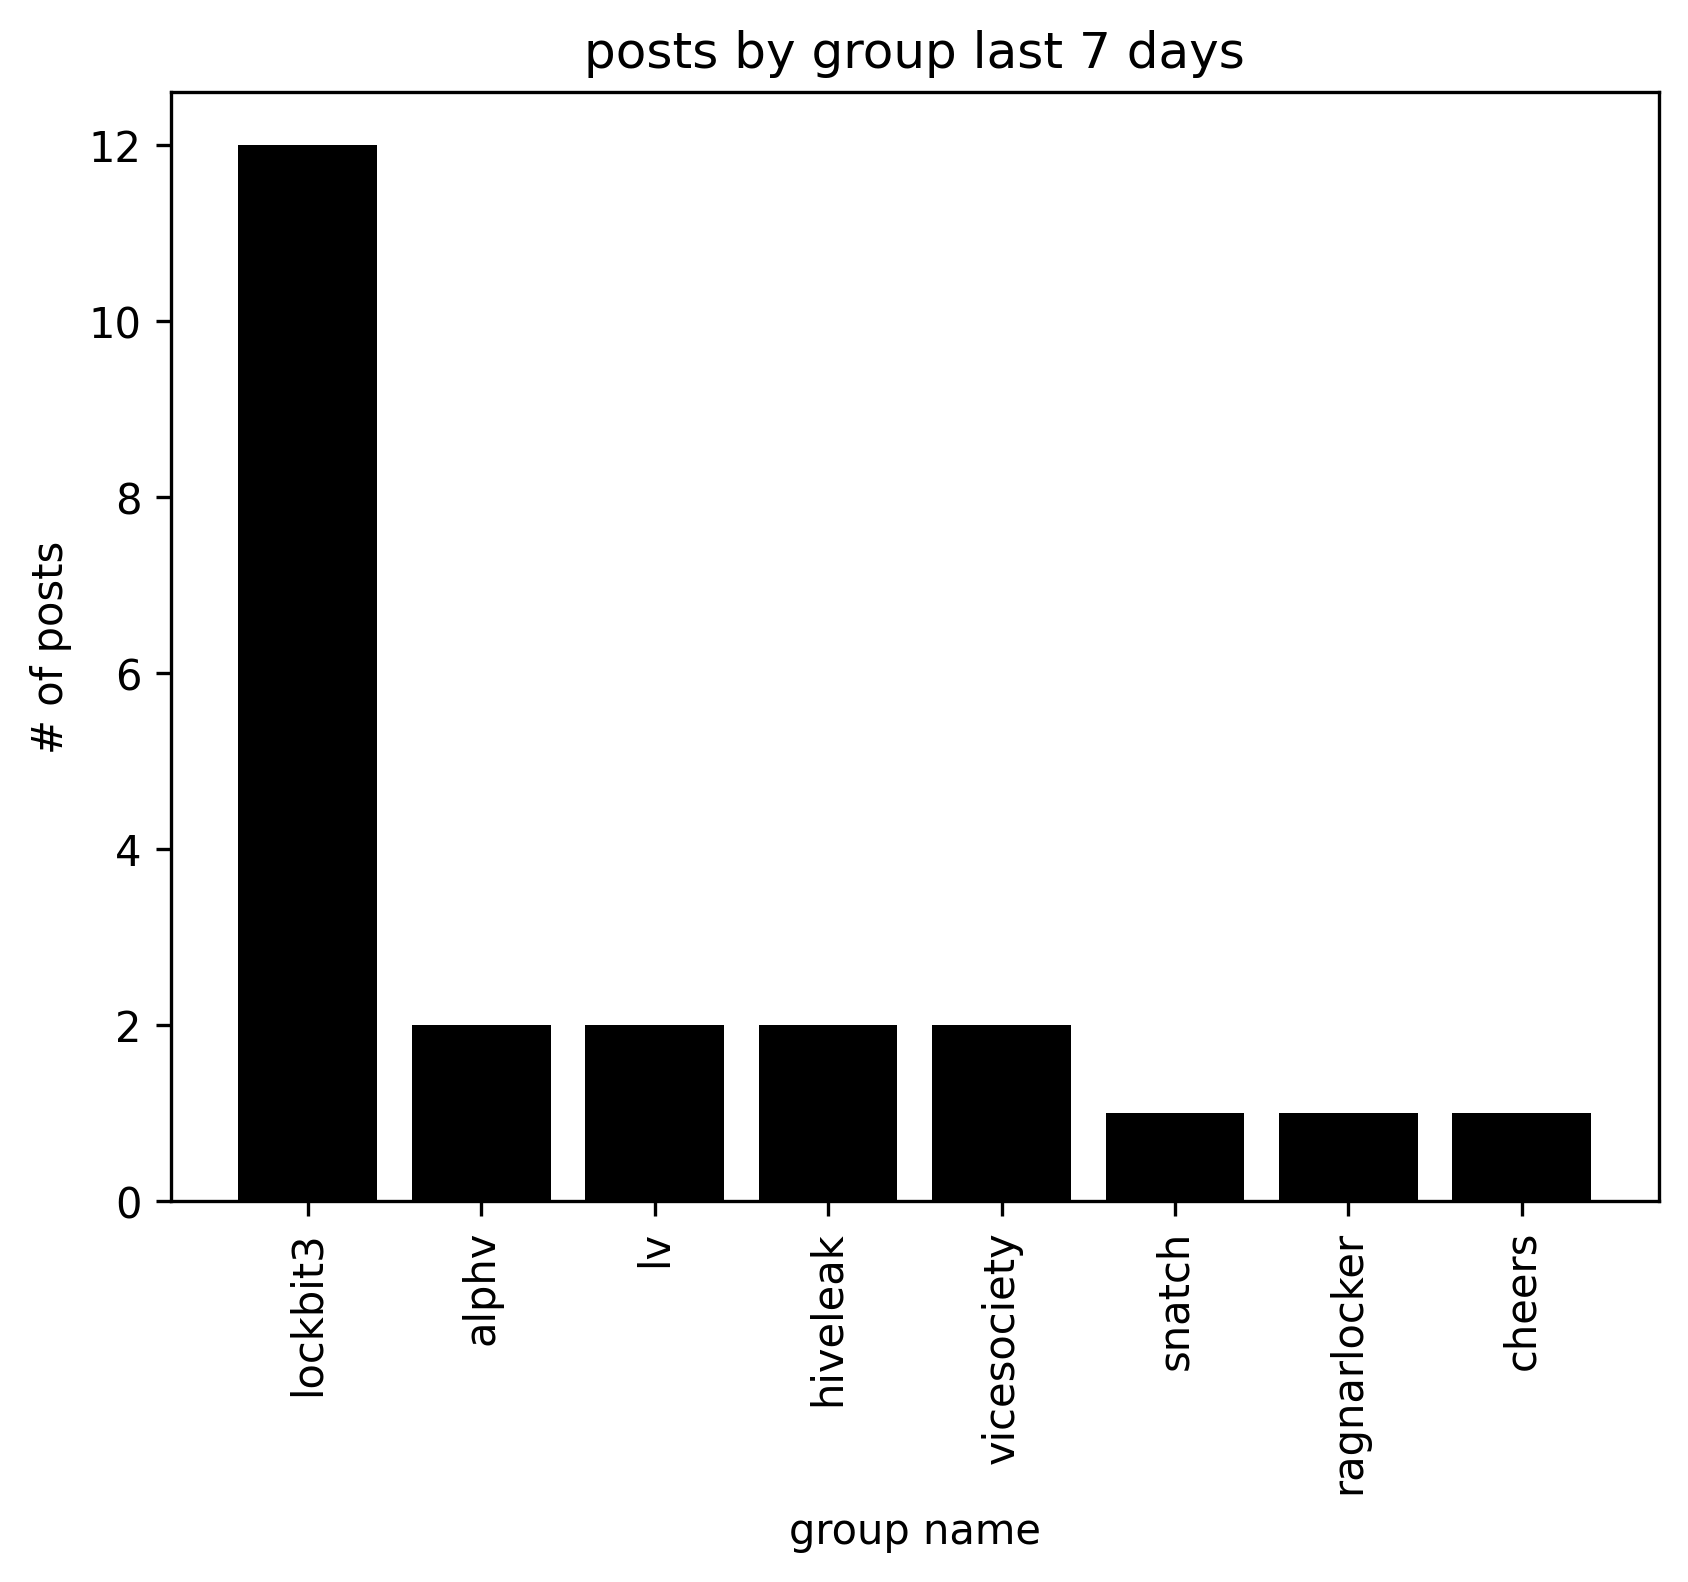 posts by group last 7 days
12
10
8
6
4
2
0
# of posts
lockbit3
alphv
lv
hiveleak
vicesociety
snatch
ragnarlocker
cheers
group name